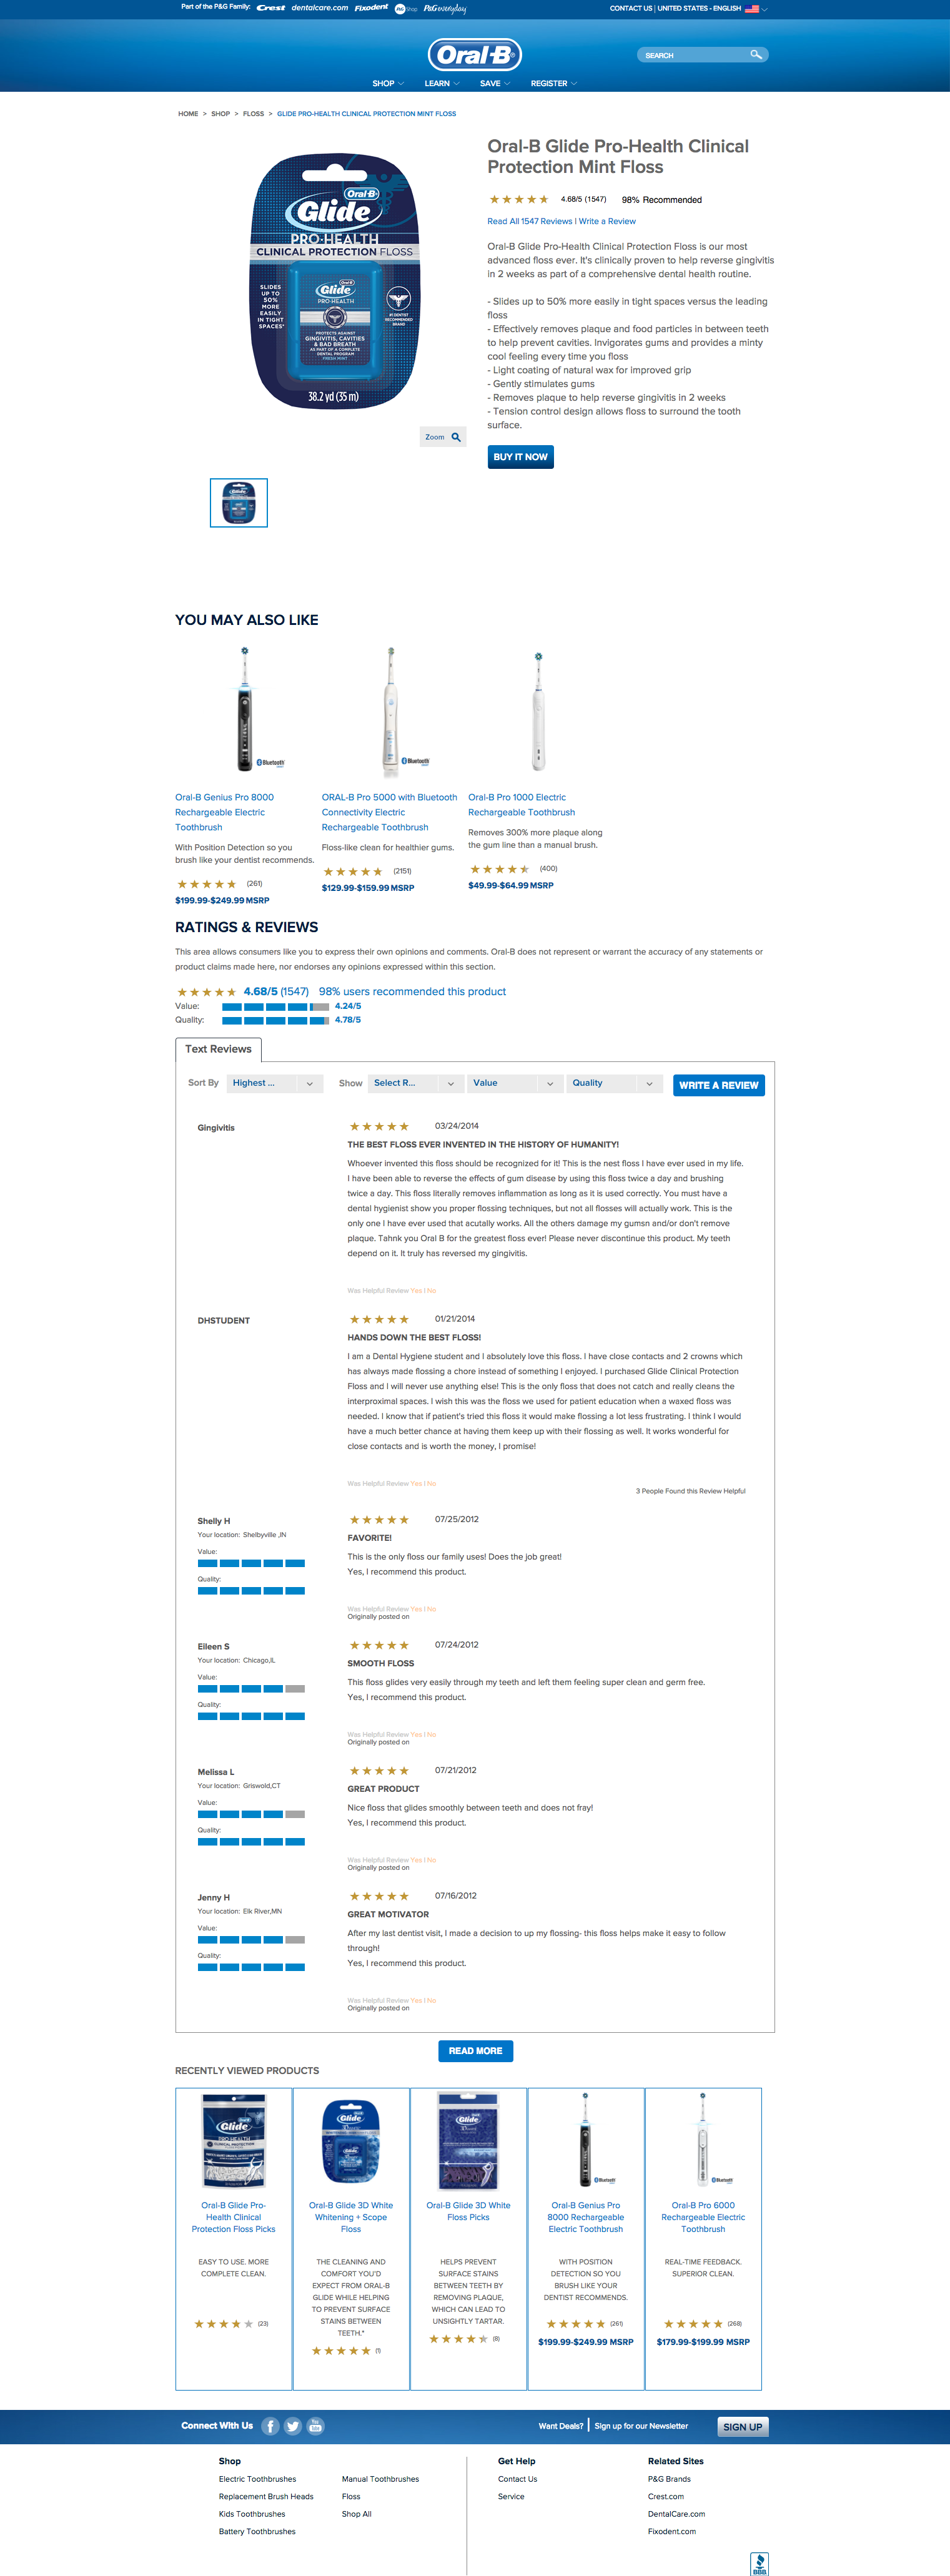 Part of the P&G Family: Crest dentalcare.com Fixodent P&G Shop P&G everyday
CONTACT US | UNITED STATES - ENGLISH
Oral-B
SEARCH
SHOP LEARN SAVE REGISTER
HOME > SHOP > FLOSS > GLIDE PRO-HEALTH CLINICAL PROTECTION MINT FLOSS
Oral-B
Glide
PRO-HEALTH
CLINICAL PROTECTION FLOSS
SLIDES
UP TO
50%
MORE
EASILY
IN TIGHT
SPACES*
Oral-B
Glide
PRO-HEALTH
PROTECTS AGAINST
GINGIVITIS, CAVITIES
& BAD BREATH
AS PART OF A COMPLETE
DENTAL PROGRAM
FRESH MINT
#1 DENTIST
RECOMMENDED
BRAND
38.2 yd (35 m)
Zoom
Oral-B Glide Pro-Health Clinical
Protection Mint Floss
4.68/5 (1547) 98% Recommended
Read All 1547 Reviews | Write a Review
Oral-B Glide Pro-Health Clinical Protection Floss is our most
advanced floss ever. It's clinically proven to help reverse gingivitis
in 2 weeks as part of a comprehensive dental health routine.
- Slides up to 50% more easily in tight spaces versus the leading
floss
- Effectively removes plaque and food particles in between teeth
to help prevent cavities. Invigorates gums and provides a minty
cool feeling every time you floss
- Light coating of natural wax for improved grip
- Gently stimulates gums
- Removes plaque to help reverse gingivitis in 2 weeks
- Tension control design allows floss to surround the tooth
surface.
BUY IT NOW
YOU MAY ALSO LIKE
Bluetooth
Oral-B Genius Pro 8000
Rechargeable Electric
Toothbrush
With Position Detection so you
brush like your dentist recommends.
(261)
$199.99-$249.99 MSRP
Bluetooth
ORAL-B Pro 5000 with Bluetooth
Connectivity Electric
Rechargeable Toothbrush
Floss-like clean for healthier gums.
(2151)
$129.99-$159.99 MSRP
Oral-B Pro 1000 Electric
Rechargeable Toothbrush
Removes 300% more plaque along
the gum line than a manual brush.
(400)
$49.99-$64.99 MSRP
RATINGS & REVIEWS
This area allows consumers like you to express their own opinions and comments. Oral-B does not represent or warrant the accuracy of any statements or
product claims made here, nor endorses any opinions expressed within this section.
4.68/5 (1547) 98% users recommended this product
Value: 4.24/5
Quality: 4.78/5
Text Reviews
Sort By Highest ... Show Select R... Value Quality WRITE A REVIEW
Gingivitis
03/24/2014
THE BEST FLOSS EVER INVENTED IN THE HISTORY OF HUMANITY!
Whoever invented this floss should be recognized for it! This is the nest floss I have ever used in my life.
I have been able to reverse the effects of gum disease by using this floss twice a day and brushing
twice a day. This floss literally removes inflammation as long as it is used correctly. You must have a
dental hygienist show you proper flossing techniques, but not all flosses will actually work. This is the
only one I have ever used that acutally works. All the others damage my gumsn and/or don't remove
plaque. Tahnk you Oral B for the greatest floss ever! Please never discontinue this product. My teeth
depend on it. It truly has reversed my gingivitis.
Was Helpful Review Yes | No
DHSTUDENT
01/21/2014
HANDS DOWN THE BEST FLOSS!
I am a Dental Hygiene student and I absolutely love this floss. I have close contacts and 2 crowns which
has always made flossing a chore instead of something I enjoyed. I purchased Glide Clinical Protection
Floss and I will never use anything else! This is the only floss that does not catch and really cleans the
interproximal spaces. I wish this was the floss we used for patient education when a waxed floss was
needed. I know that if patient's tried this floss it would make flossing a lot less frustrating. I think I would
have a much better chance at having them keep up with their flossing as well. It works wonderful for
close contacts and is worth the money, I promise!
Was Helpful Review Yes | No
3 People Found this Review Helpful
Shelly H
Your location: Shelbyville ,IN
Value:
Quality:
07/25/2012
FAVORITE!
This is the only floss our family uses! Does the job great!
Yes, I recommend this product.
Was Helpful Review Yes | No
Originally posted on
Eileen S
Your location: Chicago,IL
Value:
Quality:
07/24/2012
SMOOTH FLOSS
This floss glides very easily through my teeth and left them feeling super clean and germ free.
Yes, I recommend this product.
Was Helpful Review Yes | No
Originally posted on
Melissa L
Your location: Griswold,CT
Value:
Quality:
07/21/2012
GREAT PRODUCT
Nice floss that glides smoothly between teeth and does not fray!
Yes, I recommend this product.
Was Helpful Review Yes | No
Originally posted on
Jenny H
Your location: Elk River,MN
Value:
Quality:
07/16/2012
GREAT MOTIVATOR
After my last dentist visit, I made a decision to up my flossing- this floss helps make it easy to follow
through!
Yes, I recommend this product.
Was Helpful Review Yes | No
Originally posted on
READ MORE
RECENTLY VIEWED PRODUCTS
Glide
PRO-HEALTH
Oral-B Glide Pro-
Health Clinical
Protection Floss Picks
EASY TO USE. MORE
COMPLETE CLEAN.
(23)
Glide
Oral-B Glide 3D White
Whitening + Scope
Floss
THE CLEANING AND
COMFORT YOU'D
EXPECT FROM ORAL-B
GLIDE WHILE HELPING
TO PREVENT SURFACE
STAINS BETWEEN
TEETH.*
(1)
Glide
Oral-B Glide 3D White
Floss Picks
HELPS PREVENT
SURFACE STAINS
BETWEEN TEETH BY
REMOVING PLAQUE,
WHICH CAN LEAD TO
UNSIGHTLY TARTAR.
(8)
Bluetooth
Oral-B Genius Pro
8000 Rechargeable
Electric Toothbrush
WITH POSITION
DETECTION SO YOU
BRUSH LIKE YOUR
DENTIST RECOMMENDS.
(261)
$199.99-$249.99 MSRP
Bluetooth
Oral-B Pro 6000
Rechargeable Electric
Toothbrush
REAL-TIME FEEDBACK.
SUPERIOR CLEAN.
(268)
$179.99-$199.99 MSRP
Connect With Us
You Tube
Want Deals? | Sign up for our Newsletter SIGN UP
Shop
Electric Toothbrushes
Replacement Brush Heads
Kids Toothbrushes
Battery Toothbrushes
Manual Toothbrushes
Floss
Shop All
Get Help
Contact Us
Service
Related Sites
P&G Brands
Crest.com
DentalCare.com
Fixodent.com
BBB